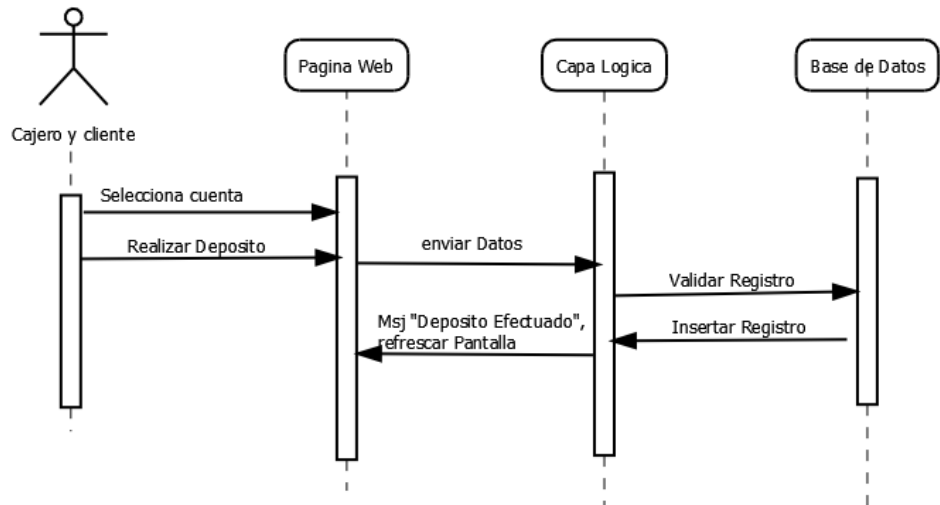 Pagina Web
Capa Logica
Base de Datos
Cajero y cliente
Selecciona cuenta
Realizar Deposito
enviar Datos
Validar Registro
Msj "Deposito Efectuado",
refrescar Pantalla
Insertar Registro